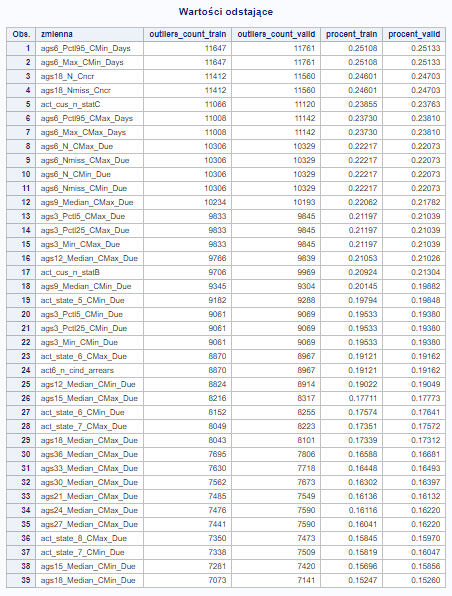 Wartości odstające
Obs. zmienna outliers_count_train outliers_count_valid procent_train procent_valid
1 ags6_Pctl95_CMin_Days 11647 11761 0.25108 0.25133
2 ags6_Max_CMin_Days 11647 11761 0.25108 0.25133
3 ags18_N_Cncr 11412 11560 0.24601 0.24703
4 ags18_Nmiss_Cncr 11412 11560 0.24601 0.24703
5 act_cus_n_statC 11066 11120 0.23855 0.23763
6 ags6_Pctl95_CMax_Days 11008 11142 0.23730 0.23810
7 ags6_Max_CMax_Days 11008 11142 0.23730 0.23810
8 ags6_N_CMax_Due 10306 10329 0.22217 0.22073
9 ags6_Nmiss_CMax_Due 10306 10329 0.22217 0.22073
10 ags6_N_CMin_Due 10306 10329 0.22217 0.22073
11 ags6_Nmiss_CMin_Due 10306 10329 0.22217 0.22073
12 ags9_Median_CMax_Due 10234 10193 0.22062 0.21782
13 ags3_Pctl5_CMax_Due 9833 9845 0.21197 0.21039
14 ags3_Pctl25_CMax_Due 9833 9845 0.21197 0.21039
15 ags3_Min_CMax_Due 9833 9845 0.21197 0.21039
16 ags12_Median_CMax_Due 9766 9839 0.21053 0.21026
17 act_cus_n_statB 9706 9969 0.20924 0.21304
18 ags9_Median_CMin_Due 9345 9304 0.20145 0.19882
19 act_state_5_CMin_Due 9182 9288 0.19794 0.19848
20 ags3_Pctl5_CMin_Due 9061 9069 0.19533 0.19380
21 ags3_Pctl25_CMin_Due 9061 9069 0.19533 0.19380
22 ags3_Min_CMin_Due 9061 9069 0.19533 0.19380
23 act_state_6_CMax_Due 8870 8967 0.19121 0.19162
24 act6_n_cind_arrears 8870 8967 0.19121 0.19162
25 ags12_Median_CMin_Due 8824 8914 0.19022 0.19049
26 ags15_Median_CMax_Due 8216 8317 0.17711 0.17773
27 act_state_6_CMin_Due 8152 8255 0.17574 0.17641
28 act_state_7_CMax_Due 8049 8223 0.17351 0.17572
29 ags18_Median_CMax_Due 8043 8101 0.17339 0.17312
30 ags36_Median_CMax_Due 7695 7806 0.16588 0.16681
31 ags33_Median_CMax_Due 7630 7718 0.16448 0.16493
32 ags30_Median_CMax_Due 7562 7673 0.16302 0.16397
33 ags21_Median_CMax_Due 7485 7549 0.16136 0.16132
34 ags24_Median_CMax_Due 7476 7590 0.16116 0.16220
35 ags27_Median_CMax_Due 7441 7590 0.16041 0.16220
36 act_state_8_CMax_Due 7350 7473 0.15845 0.15970
37 act_state_7_CMin_Due 7338 7509 0.15819 0.16047
38 ags15_Median_CMin_Due 7281 7420 0.15696 0.15856
39 ags18_Median_CMin_Due 7073 7141 0.15247 0.15260